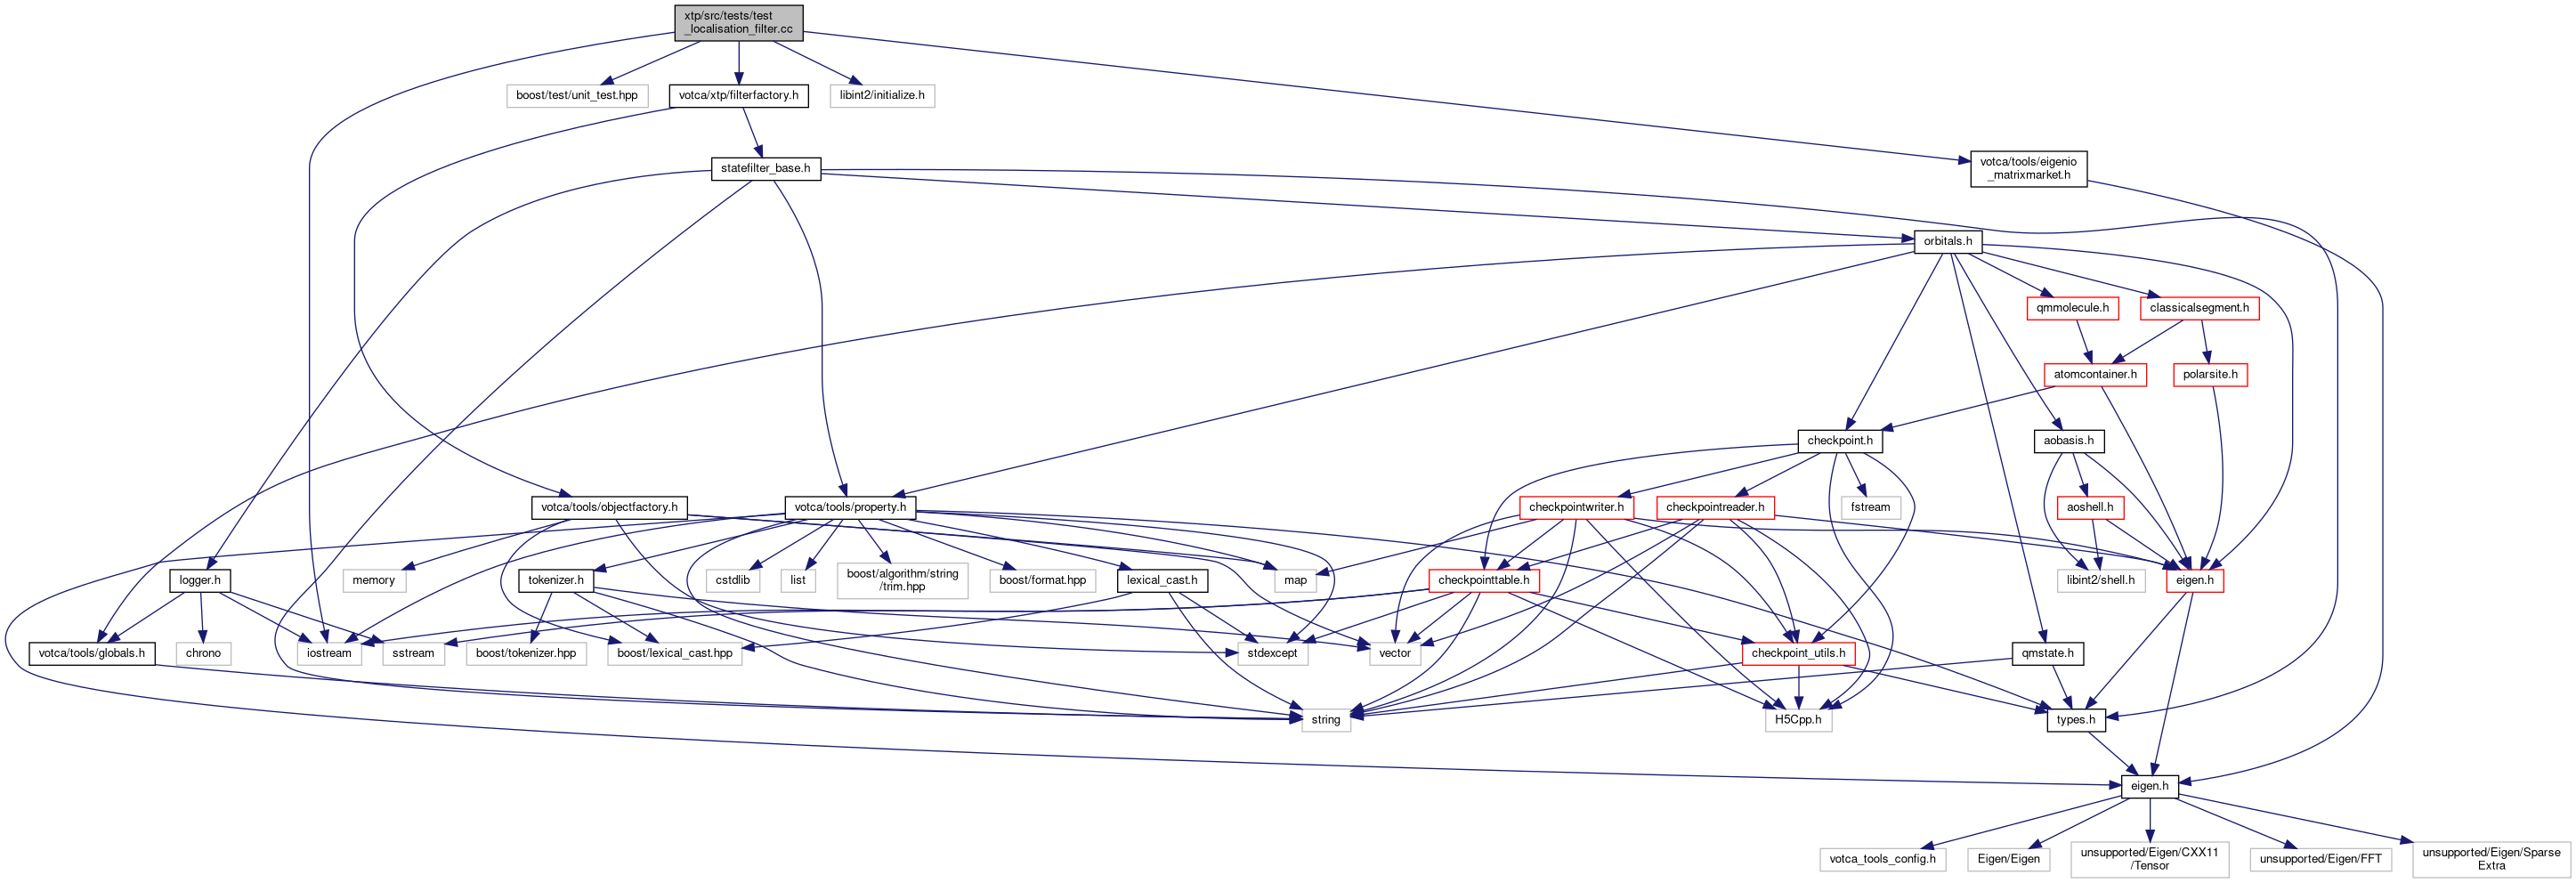 xtp/src/tests/test
_localisation_filter.cc
boost/test/unit_test.hpp
votca/xtp/filterfactory.h
libint2/initialize.h
votca/tools/eigenio
_matrixmarket.h
statefilter_base.h
orbitals.h
qmmolecule.h
classicalsegment.h
atomcontainer.h
polarsite.h
checkpoint.h
aobasis.h
votca/tools/objectfactory.h
votca/tools/property.h
checkpointwriter.h
checkpointreader.h
fstream
aoshell.h
logger.h
memory
tokenizer.h
cstdlib
list
boost/algorithm/string
/trim.hpp
boost/format.hpp
lexical_cast.h
map
checkpointtable.h
libint2/shell.h
eigen.h
votca/tools/globals.h
chrono
iostream
sstream
boost/tokenizer.hpp
boost/lexical_cast.hpp
stdexcept
vector
checkpoint_utils.h
qmstate.h
string
H5Cpp.h
types.h
eigen.h
votca_tools_config.h
Eigen/Eigen
unsupported/Eigen/CXX11
/Tensor
unsupported/Eigen/FFT
unsupported/Eigen/Sparse
Extra